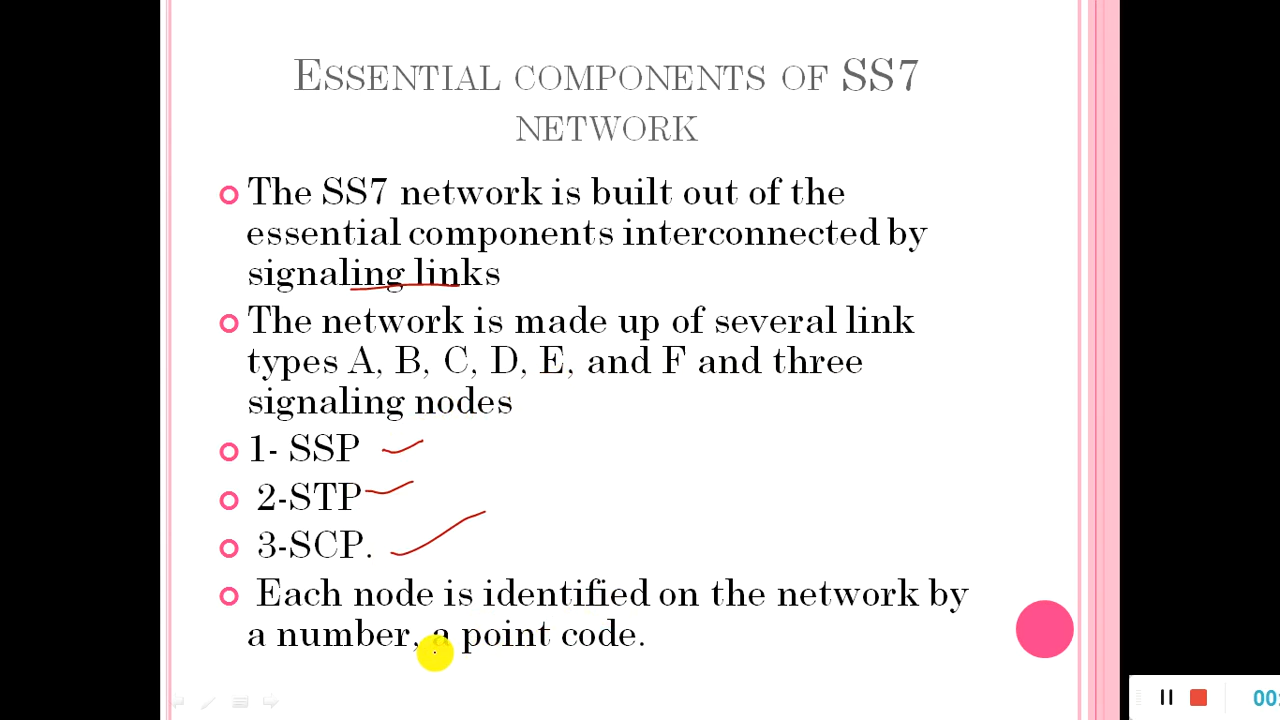 Essential components of SS7
network
The SS7 network is built out of the
essential components interconnected by
signaling links
The network is made up of several link
types A, B, C, D, E, and F and three
signaling nodes
1- SSP
2-STP
3-SCP.
Each node is identified on the network by
a number, a point code.
00: